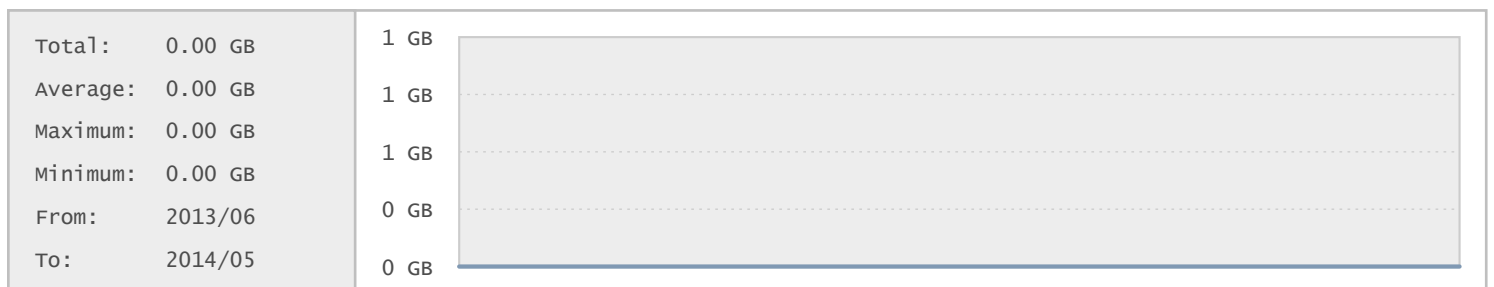 Total: 0.00 GB
Average: 0.00 GB
Maximum: 0.00 GB
Minimum: 0.00 GB
From: 2013/06
To: 2014/05
1 GB
1 GB
1 GB
0 GB
0 GB